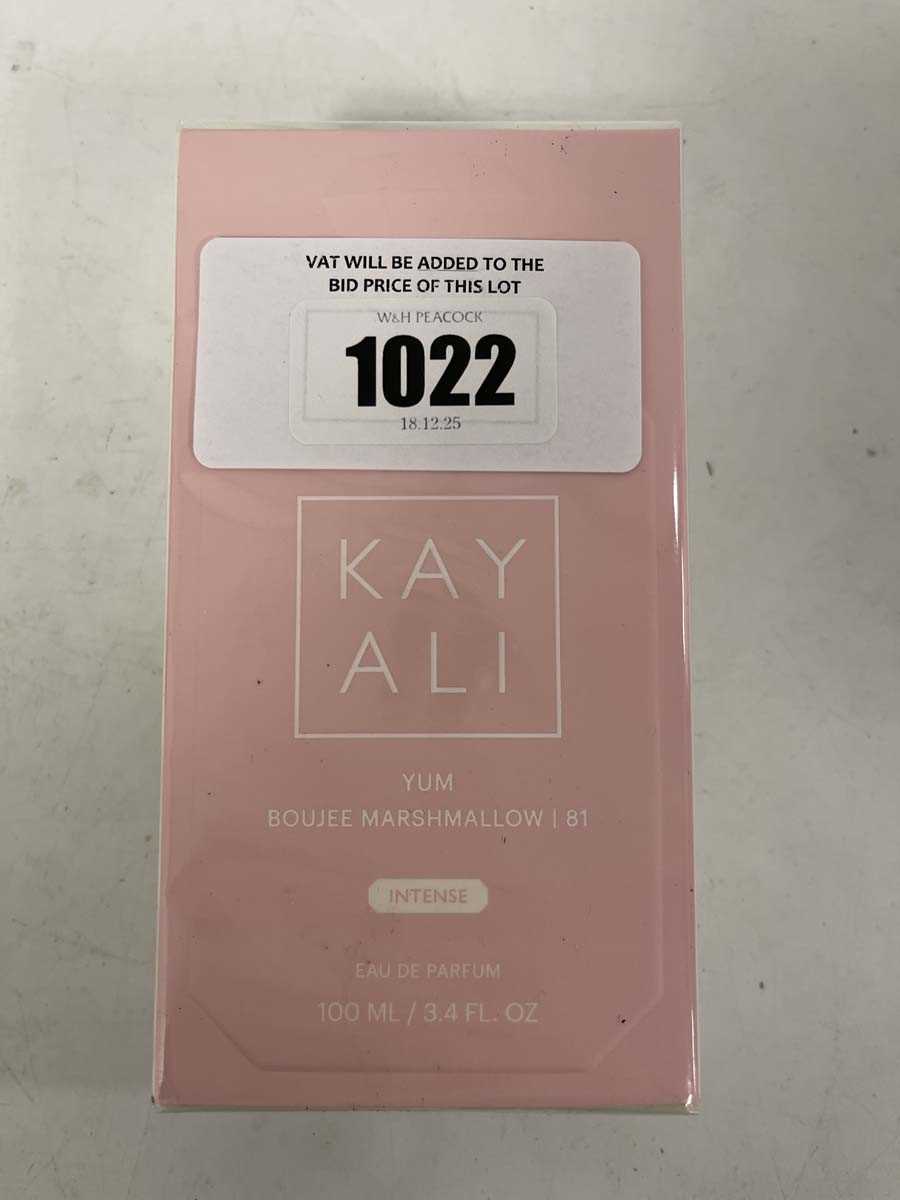 VAT WILL BE ADDED TO THE
BID PRICE OF THIS LOT
W&H PEACOCK
1022
18.12.25
KAY
ALI
YUM
BOUJEE MARSHMALLOW | 81
INTENSE
EAU DE PARFUM
100 ML / 3.4 FL. OZ